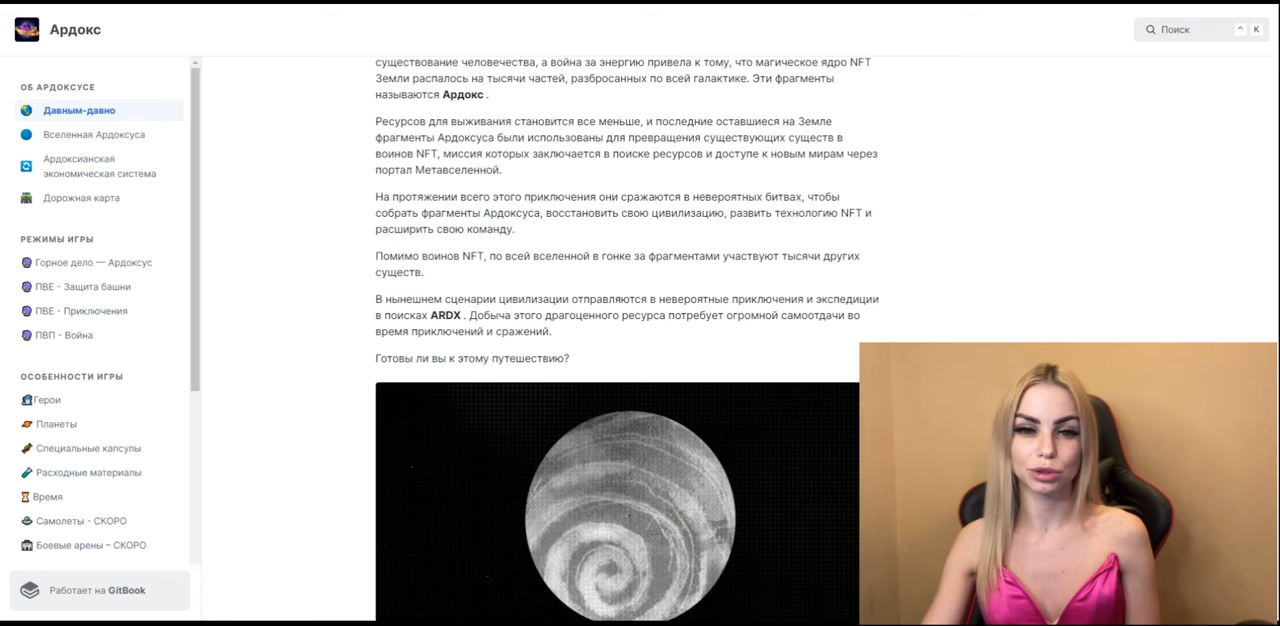 Ардокс
Поиск
^ K
ОБ АРДОКСУСЕ
Давным-давно
Вселенная Ардоксуса
Ардоксианская
экономическая система
Дорожная карта
РЕЖИМЫ ИГРЫ
Горное дело — Ардоксус
ПВЕ - Защита башни
ПВЕ - Приключения
ПВП - Война
ОСОБЕННОСТИ ИГРЫ
Герои
Планеты
Специальные капсулы
Расходные материалы
Время
Самолеты - СКОРО
Боевые арены – СКОРО
Работает на GitBook
существование человечества, а война за энергию привела к тому, что магическое ядро NFT
Земли распалось на тысячи частей, разбросанных по всей галактике. Эти фрагменты
называются Ардокс .
Ресурсов для выживания становится все меньше, и последние оставшиеся на Земле
фрагменты Ардоксуса были использованы для превращения существующих существ в
воинов NFT, миссия которых заключается в поиске ресурсов и доступе к новым мирам через
портал Метавселенной.
На протяжении всего этого приключения они сражаются в невероятных битвах, чтобы
собрать фрагменты Ардоксуса, восстановить свою цивилизацию, развить технологию NFT и
расширить свою команду.
Помимо воинов NFT, по всей вселенной в гонке за фрагментами участвуют тысячи других
существ.
В нынешнем сценарии цивилизации отправляются в невероятные приключения и экспедиции
в поисках ARDX . Добыча этого драгоценного ресурса потребует огромной самоотдачи во
время приключений и сражений.
Готовы ли вы к этому путешествию?